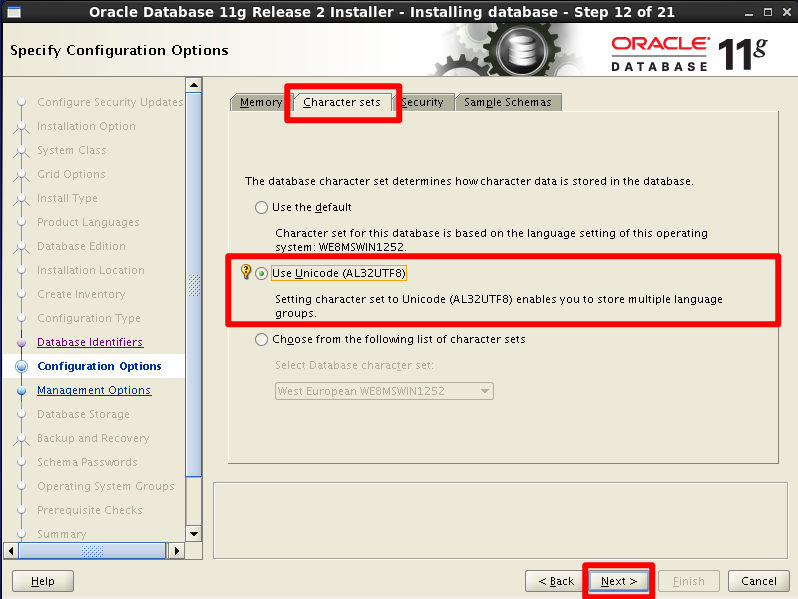 Oracle Database 11g Release 2 Installer - Installing database - Step 12 of 21
Specify Configuration Options
ORACLE
DATABASE
11g
Configure Security Updates
Installation Option
System Class
Grid Options
Install Type
Product Languages
Database Edition
Installation Location
Create Inventory
Configuration Type
Database Identifiers
Configuration Options
Management Options
Database Storage
Backup and Recovery
Schema Passwords
Operating System Groups
Prerequisite Checks
Summary
Memory
Character sets
Security
Sample Schemas
The database character set determines how character data is stored in the database.
Use the default
Character set for this database is based on the language setting of this operating
system: WE8MSWIN1252.
Use Unicode (AL32UTF8)
Setting character set to Unicode (AL32UTF8) enables you to store multiple language
groups.
Choose from the following list of character sets
Select Database character set:
West European WE8MSWIN1252
Help
< Back
Next >
Finish
Cancel